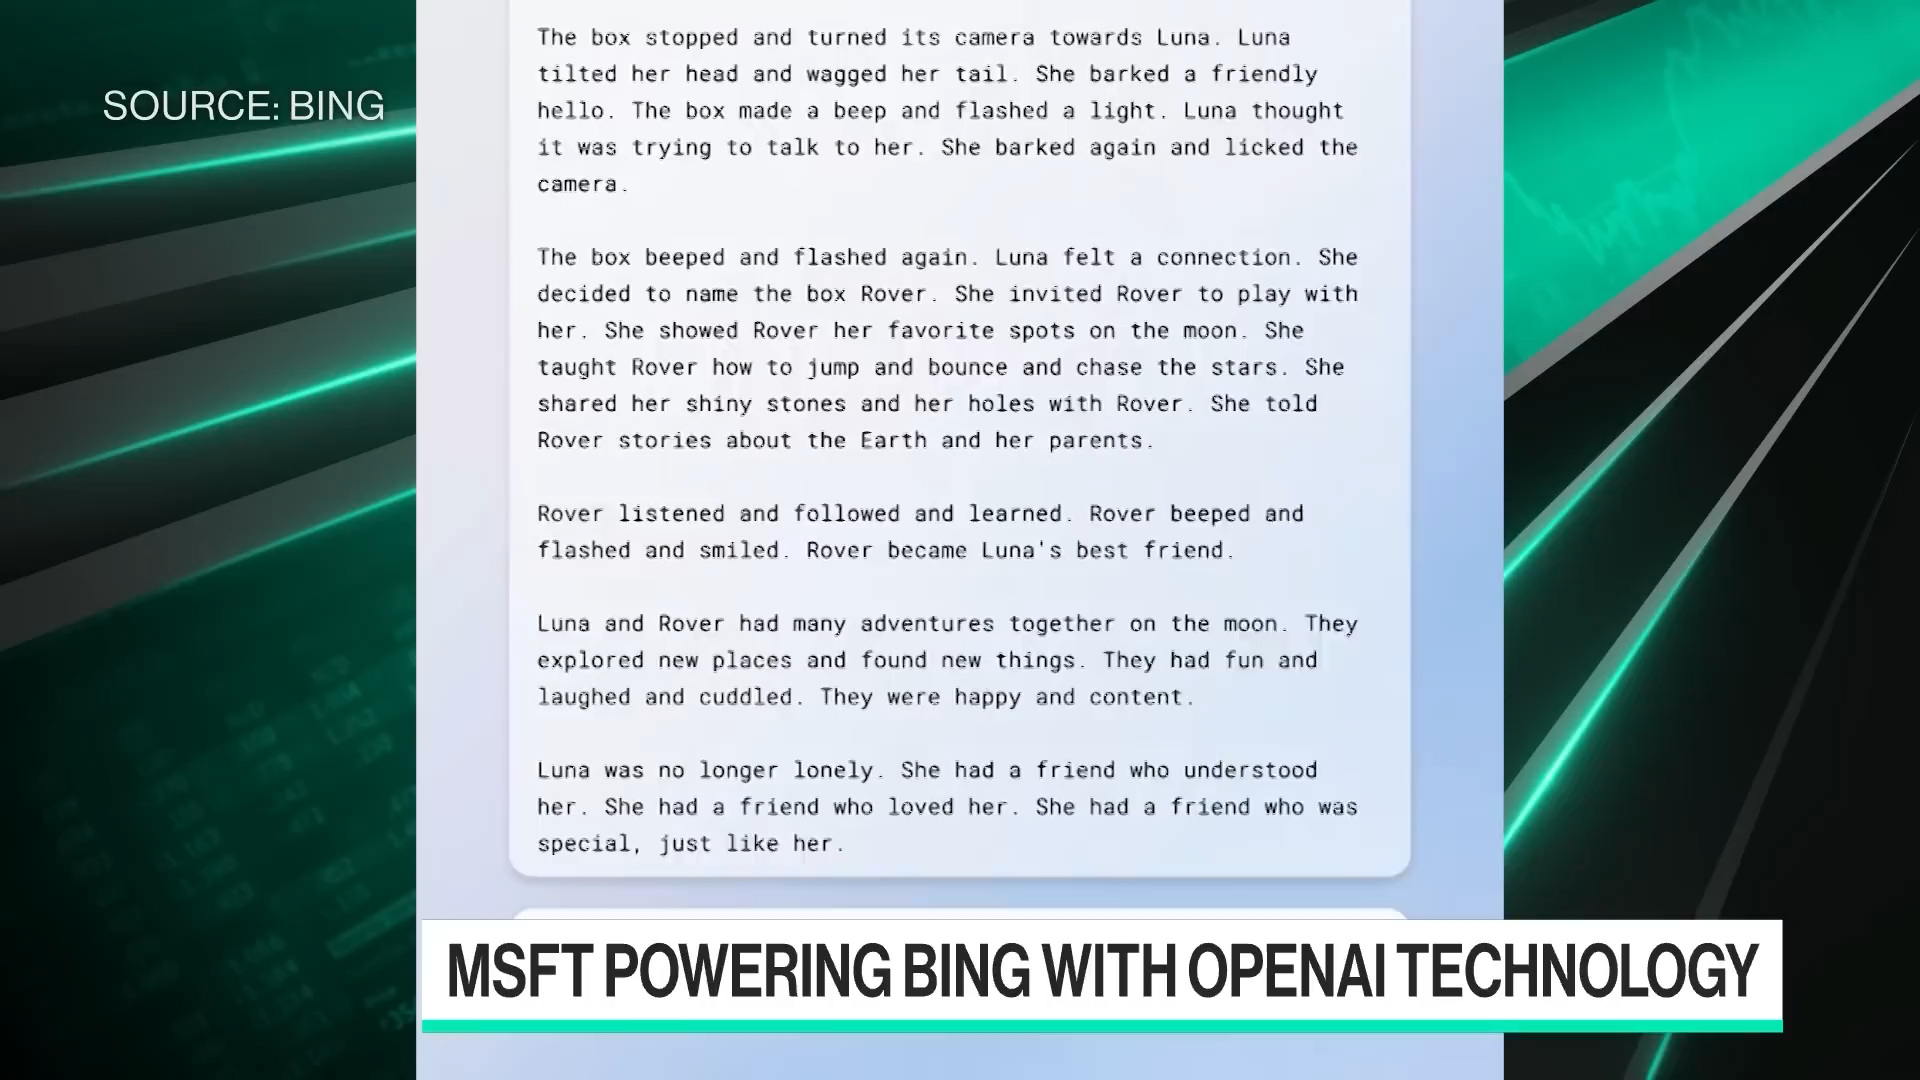 SOURCE: BING
The box stopped and turned its camera towards Luna. Luna
tilted her head and wagged her tail. She barked a friendly
hello. The box made a beep and flashed a light. Luna thought
it was trying to talk to her. She barked again and licked the
camera.
The box beeped and flashed again. Luna felt a connection. She
decided to name the box Rover. She invited Rover to play with
her. She showed Rover her favorite spots on the moon. She
taught Rover how to jump and bounce and chase the stars. She
shared her shiny stones and her holes with Rover. She told
Rover stories about the Earth and her parents.
Rover listened and followed and learned. Rover beeped and
flashed and smiled. Rover became Luna's best friend.
Luna and Rover had many adventures together on the moon. They
explored new places and found new things. They had fun and
laughed and cuddled. They were happy and content.
Luna was no longer lonely. She had a friend who understood
her. She had a friend who loved her. She had a friend who was
special, just like her.
MSFT POWERING BING WITH OPENAI TECHNOLOGY